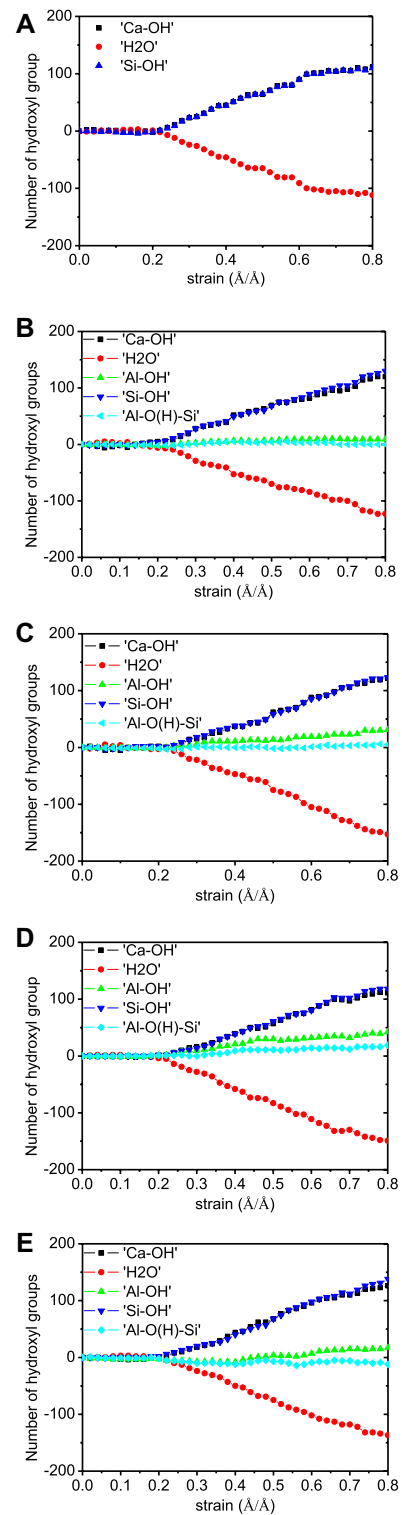 A
200
'Ca-OH'
'H2O'
'Si-OH'
100
0
-100
-200
Number of hydroxyl group
0.0 0.2 0.4 0.6 0.8
strain (Å/Å)
B
200
'Ca-OH'
'H2O'
'Al-OH'
'Si-OH'
'Al-O(H)-Si'
100
0
-100
-200
Number of hydroxyl groups
0.0 0.1 0.2 0.3 0.4 0.5 0.6 0.7 0.8
strain (Å/Å)
C
200
'Ca-OH'
'H2O'
'Al-OH'
'Si-OH'
'Al-O(H)-Si'
100
0
-100
-200
Number of hydroxyl groups
0.0 0.1 0.2 0.3 0.4 0.5 0.6 0.7 0.8
strain (Å/Å)
D
200
'Ca-OH'
'H2O'
'Al-OH'
'Si-OH'
'Al-O(H)-Si'
100
0
-100
-200
Number of hydroxyl group
0.0 0.1 0.2 0.3 0.4 0.5 0.6 0.7 0.8
strain (Å/Å)
E
200
'Ca-OH'
'H2O'
'Al-OH'
'Si-OH'
'Al-O(H)-Si'
100
0
-100
-200
Number of hydroxyl groups
0.0 0.1 0.2 0.3 0.4 0.5 0.6 0.7 0.8
strain (Å/Å)